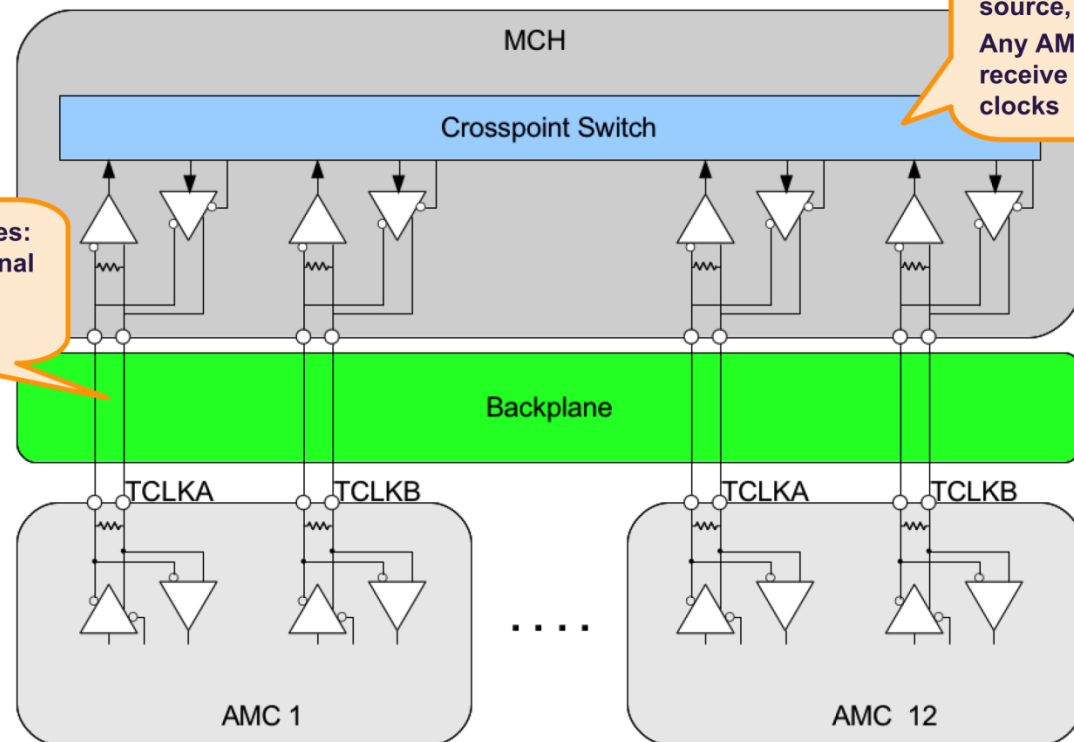 MCH
source,
Any AM
receive
clocks
Crosspoint Switch
es:
nal
Backplane
TCLKA
TCLKB
TCLKA
TCLKB
....
AMC 1
AMC 12